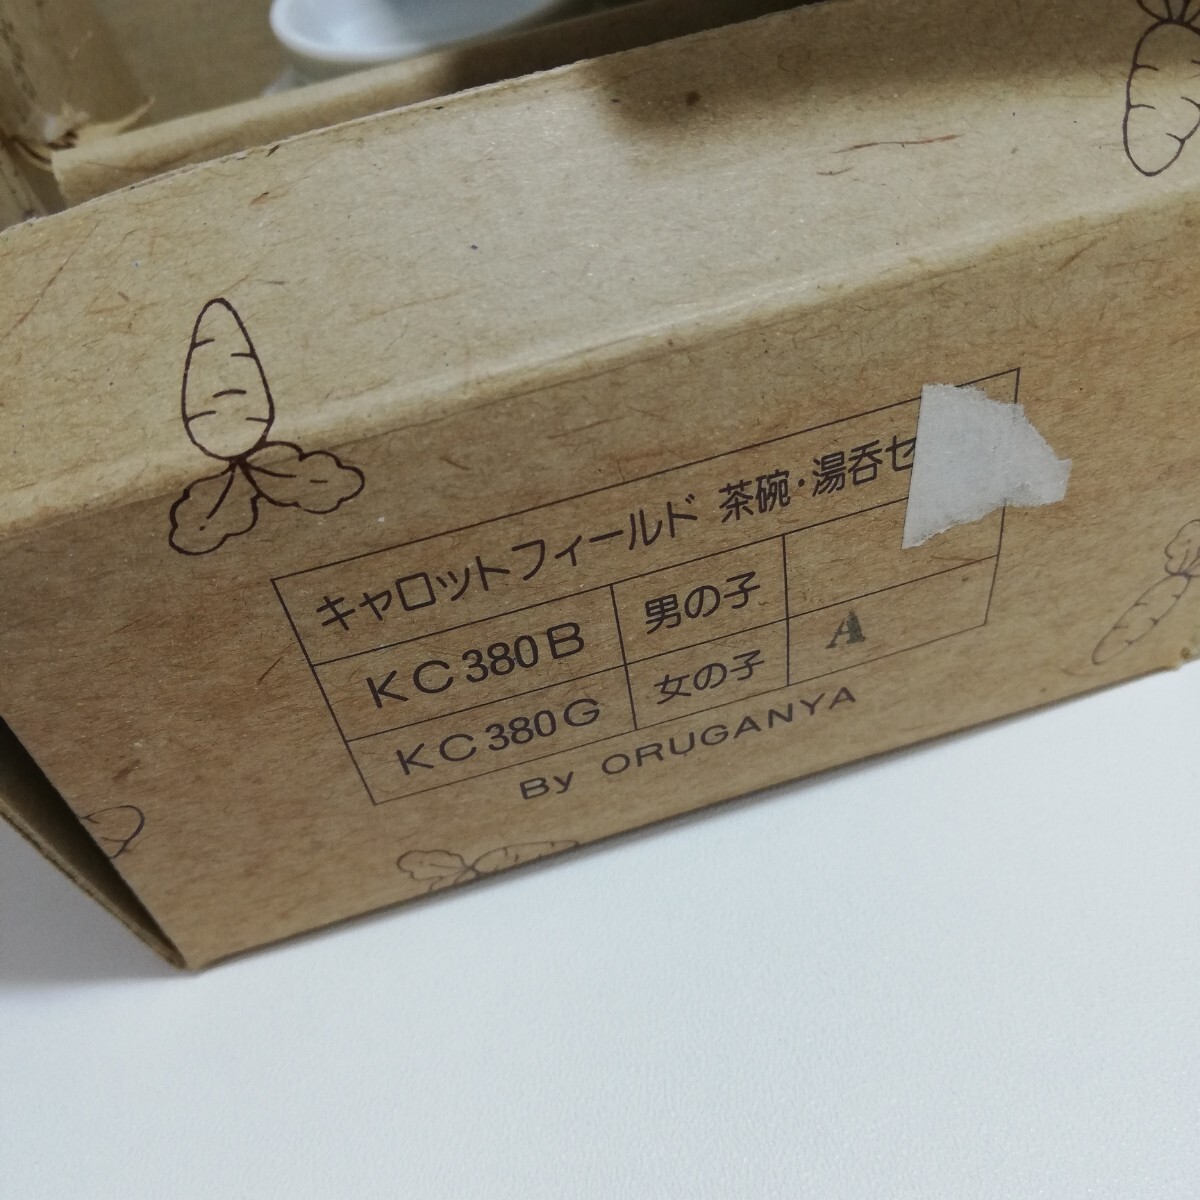 キャロットフィールド 茶碗・湯呑セ
KC380B 男の子
KC380G 女の子 A
By ORUGANYA